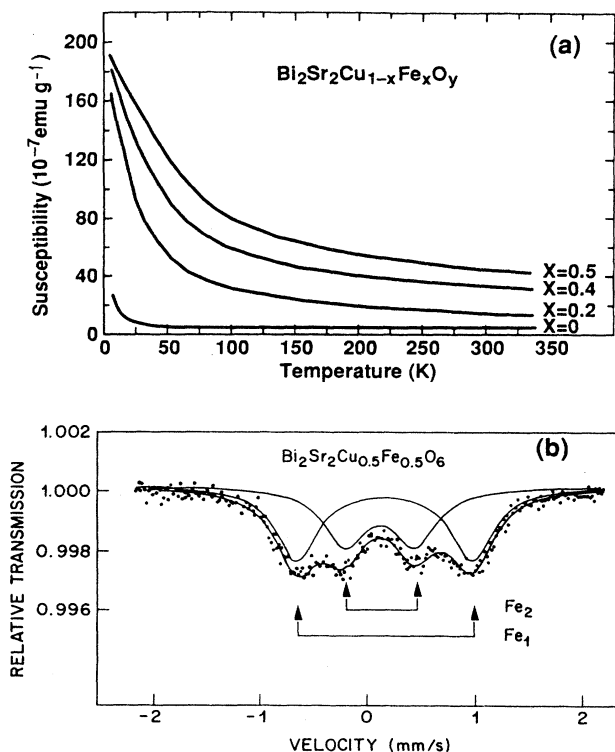 (a)
Bi₂Sr₂Cu₁₋ₓFeₓOᵧ
Susceptibility (10⁻⁷emu g⁻¹)
200
160
120
80
40
0
X=0.5
X=0.4
X=0.2
X=0
0 50 100 150 200 250 300 350
Temperature (K)
(b)
Bi₂Sr₂Cu₀.₅Fe₀.₅O₆
RELATIVE TRANSMISSION
1.002
1.000
0.998
0.996
Fe₂
Fe₁
-2 -1 0 1 2
VELOCITY (mm/s)